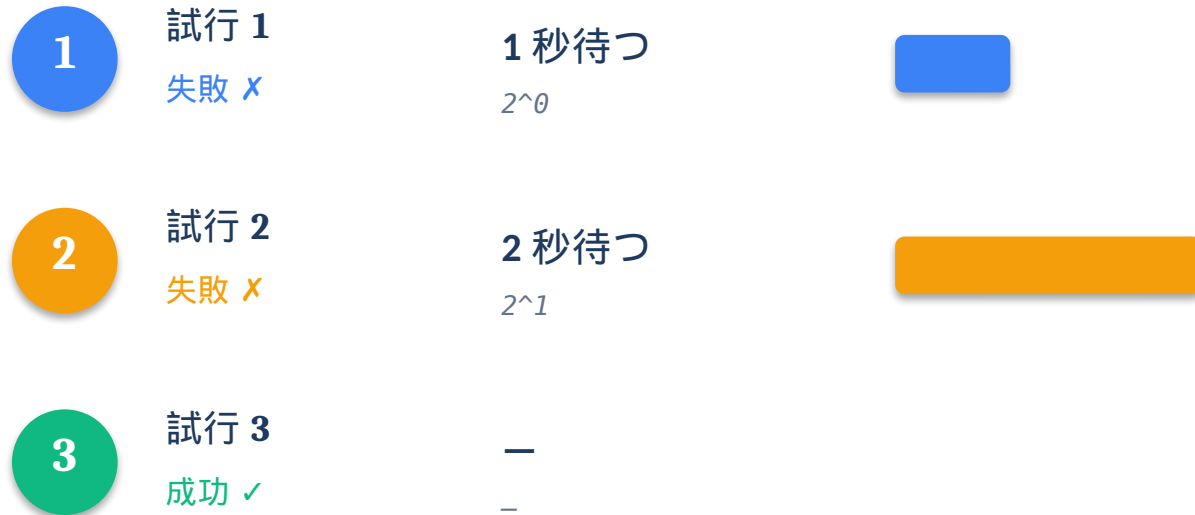 1
試行 1
失敗 ✗
1 秒待つ
2^0
2
試行 2
失敗 ✗
2 秒待つ
2^1
3
試行 3
成功 ✓
—
—